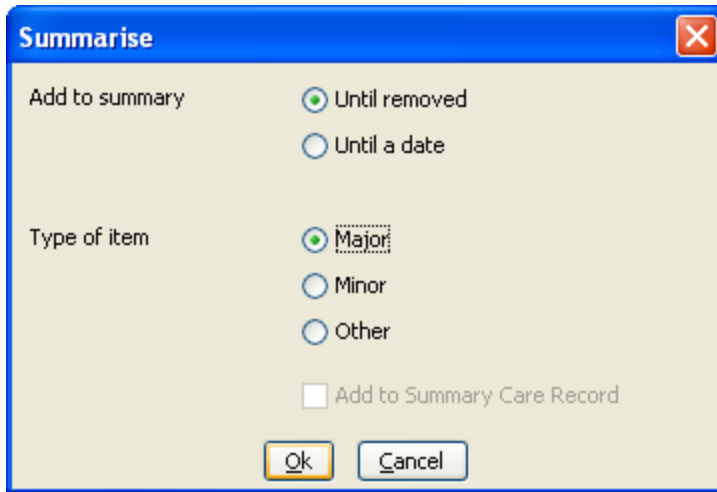 Summarise
Add to summary
Until removed
Until a date
Type of item
Major
Minor
Other
Add to Summary Care Record
Ok
Cancel